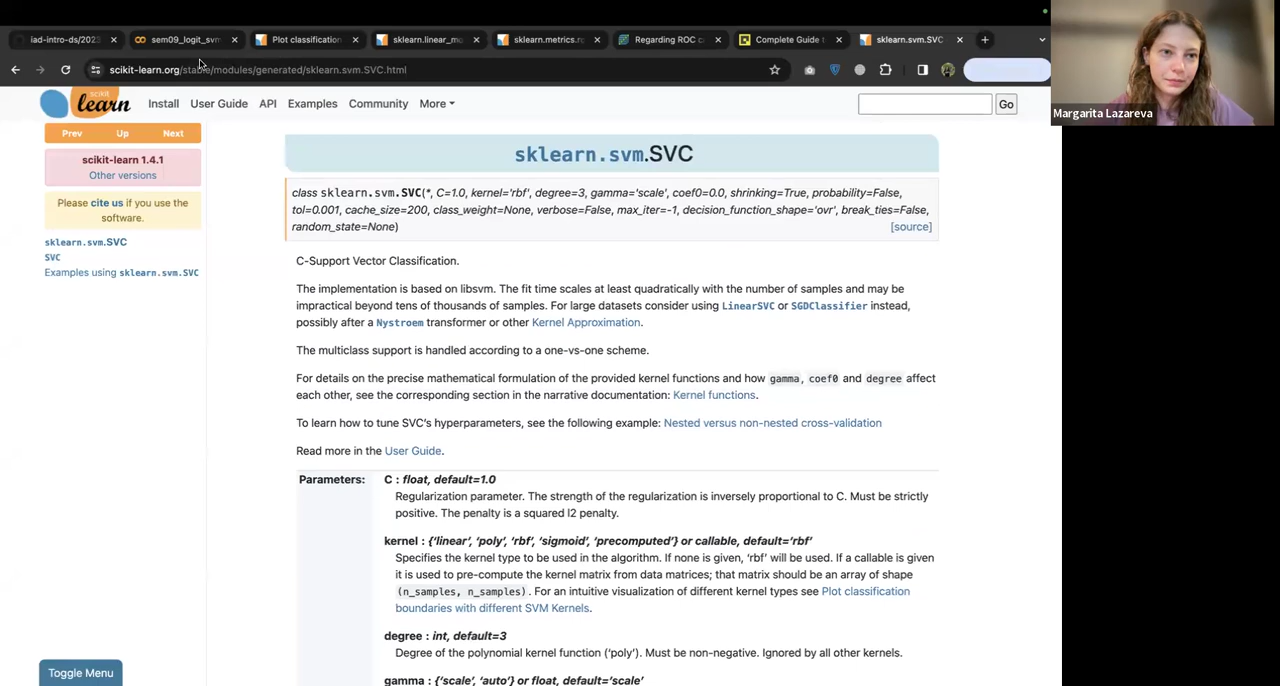 iad-intro-ds/2023
sem09_logit_svm
Plot classification
sklearn.linear_mo
sklearn.metrics.ro
Regarding ROC c
Complete Guide t
sklearn.svm.SVC
scikit-learn.org/stable/modules/generated/sklearn.svm.SVC.html
scikit learn Install User Guide API Examples Community More Go
Prev Up Next
scikit-learn 1.4.1
Other versions
Please cite us if you use the
software.
sklearn.svm.SVC
SVC
Examples using sklearn.svm.SVC
Toggle Menu
sklearn.svm.SVC
class sklearn.svm.SVC(*, C=1.0, kernel='rbf', degree=3, gamma='scale', coef0=0.0, shrinking=True, probability=False,
tol=0.001, cache_size=200, class_weight=None, verbose=False, max_iter=-1, decision_function_shape='ovr', break_ties=False,
random_state=None) [source]
C-Support Vector Classification.
The implementation is based on libsvm. The fit time scales at least quadratically with the number of samples and may be
impractical beyond tens of thousands of samples. For large datasets consider using LinearSVC or SGDClassifier instead,
possibly after a Nystroem transformer or other Kernel Approximation.
The multiclass support is handled according to a one-vs-one scheme.
For details on the precise mathematical formulation of the provided kernel functions and how gamma, coef0 and degree affect
each other, see the corresponding section in the narrative documentation: Kernel functions.
To learn how to tune SVC's hyperparameters, see the following example: Nested versus non-nested cross-validation
Read more in the User Guide.
Parameters: C : float, default=1.0
Regularization parameter. The strength of the regularization is inversely proportional to C. Must be strictly
positive. The penalty is a squared l2 penalty.
kernel : {'linear', 'poly', 'rbf', 'sigmoid', 'precomputed'} or callable, default='rbf'
Specifies the kernel type to be used in the algorithm. If none is given, 'rbf' will be used. If a callable is given
it is used to pre-compute the kernel matrix from data matrices; that matrix should be an array of shape
(n_samples, n_samples). For an intuitive visualization of different kernel types see Plot classification
boundaries with different SVM Kernels.
degree : int, default=3
Degree of the polynomial kernel function ('poly'). Must be non-negative. Ignored by all other kernels.
gamma : {'scale', 'auto'} or float, default='scale'
Margarita Lazareva